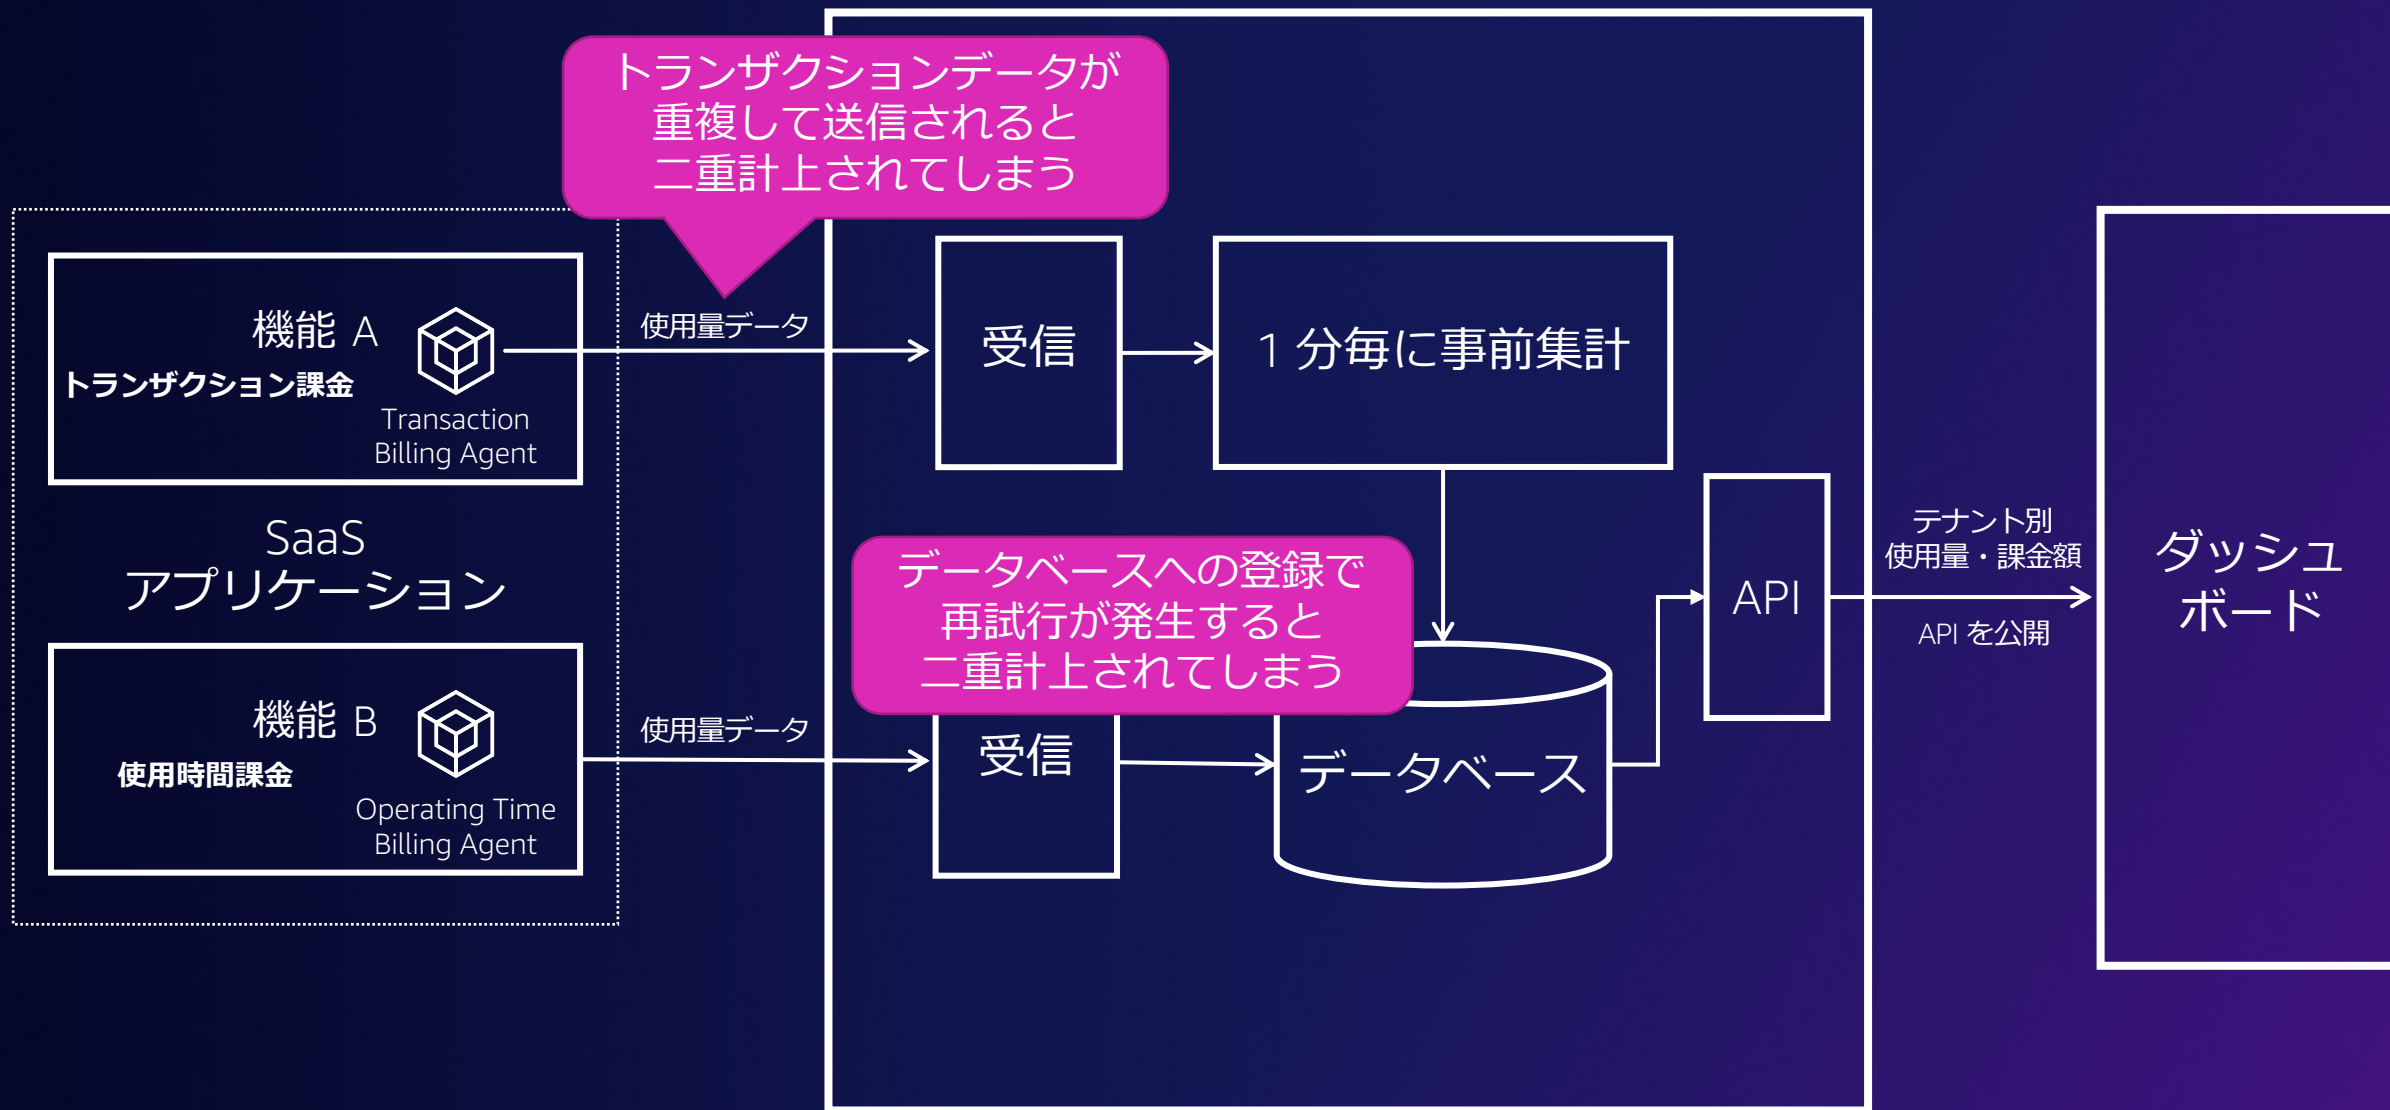 トランザクションデータが
重複して送信されると
二重計上されてしまう
機能 A
トランザクション課金
Transaction
Billing Agent
使用量データ
受信
1 分毎に事前集計
SaaS
アプリケーション
データベースへの登録で
再試行が発生すると
二重計上されてしまう
機能 B
使用時間課金
Operating Time
Billing Agent
使用量データ
受信
データベース
API
テナント別
使用量・課金額
API を公開
ダッシュ
ボード